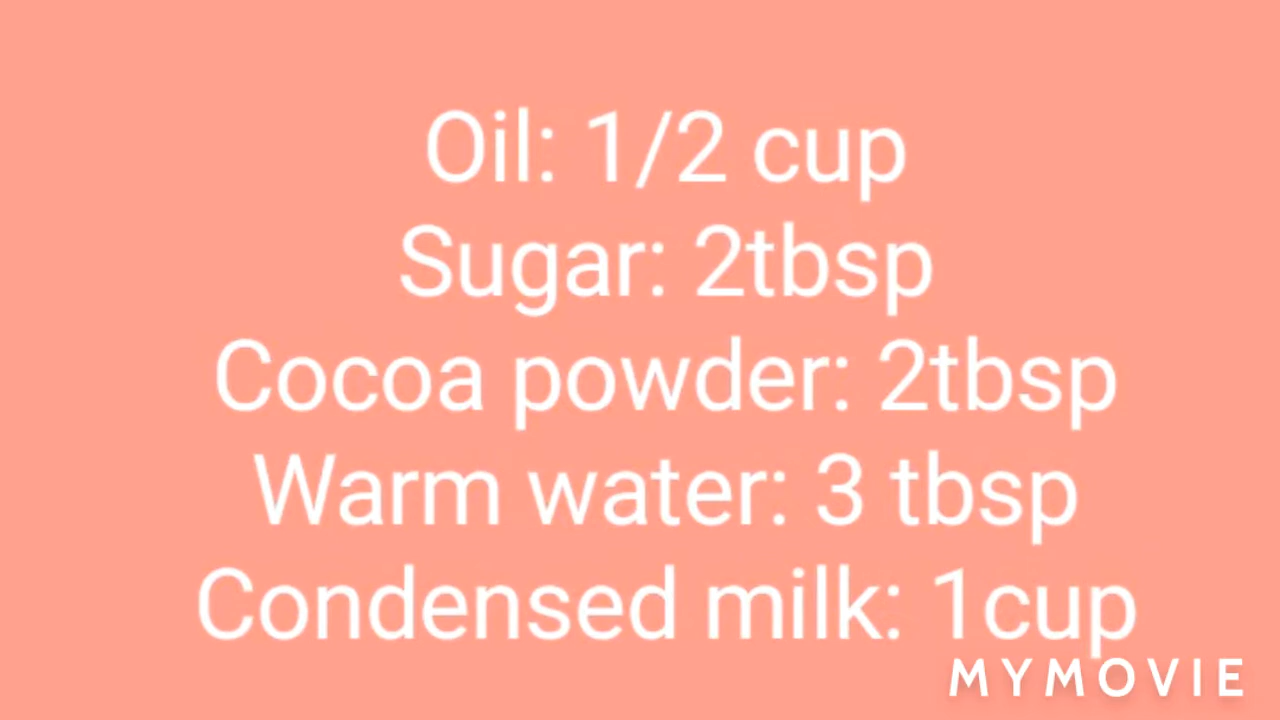 Oil: 1/2 cup
Sugar: 2tbsp
Cocoa powder: 2tbsp
Warm water: 3 tbsp
Condensed milk: 1cup
MYMOVIE